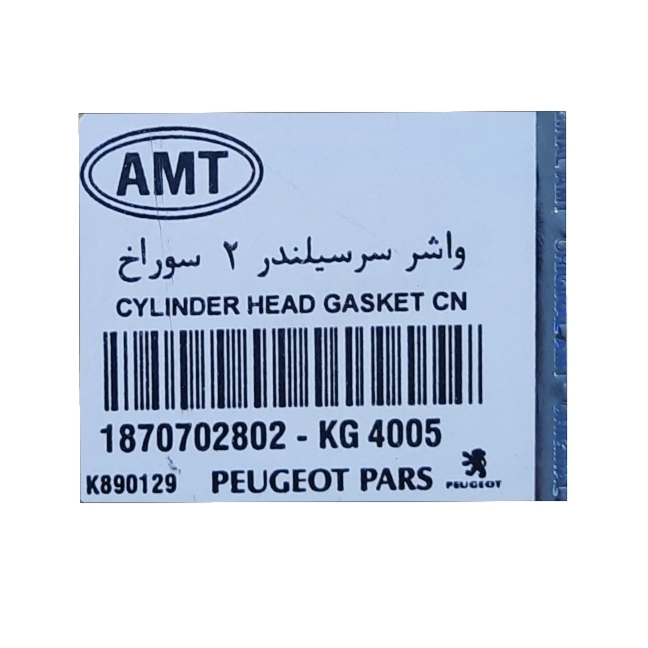 AMT
واشر سرسیلندر ۲ سوراخ
CYLINDER HEAD GASKET CN
1870702802 - KG 4005
K890129 PEUGEOT PARS PEUGEOT